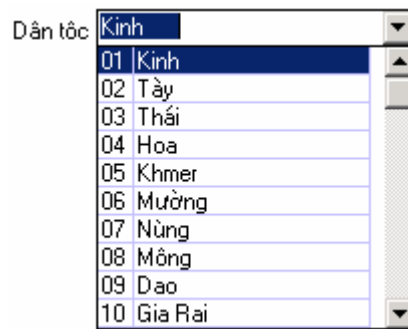 Dân tôc Kinh
01 Kinh
02 Tày
03 Thái
04 Hoa
05 Khmer
06 Mường
07 Nùng
08 Mông
09 Dao
10 Gia Rai